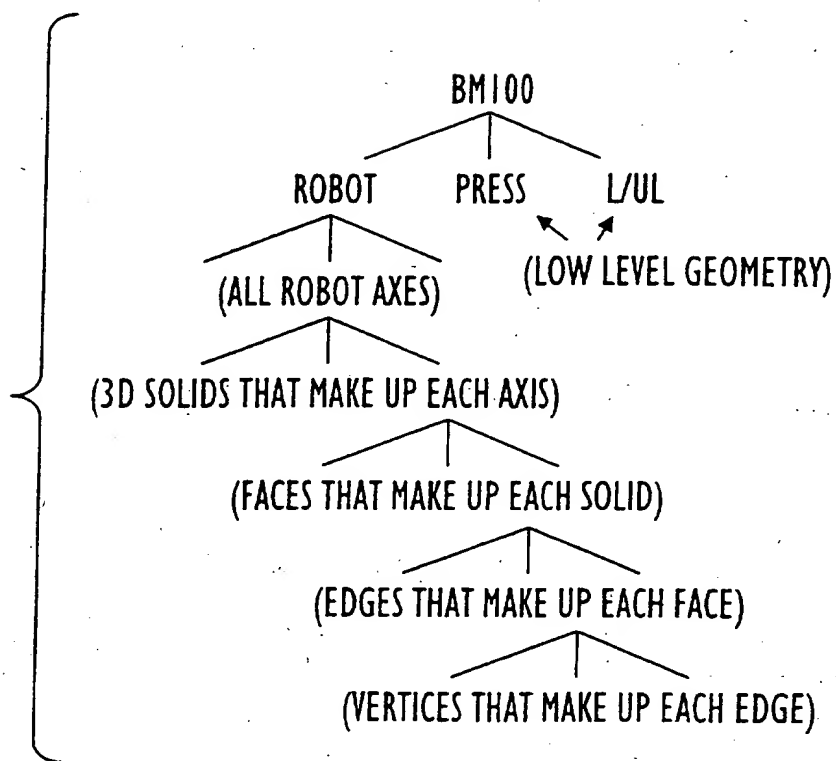 BM100
ROBOT PRESS L/UL
(ALL ROBOT AXES)
(LOW LEVEL GEOMETRY)
(3D SOLIDS THAT MAKE UP EACH AXIS)
(FACES THAT MAKE UP EACH SOLID)
(EDGES THAT MAKE UP EACH FACE)
(VERTICES THAT MAKE UP EACH EDGE)